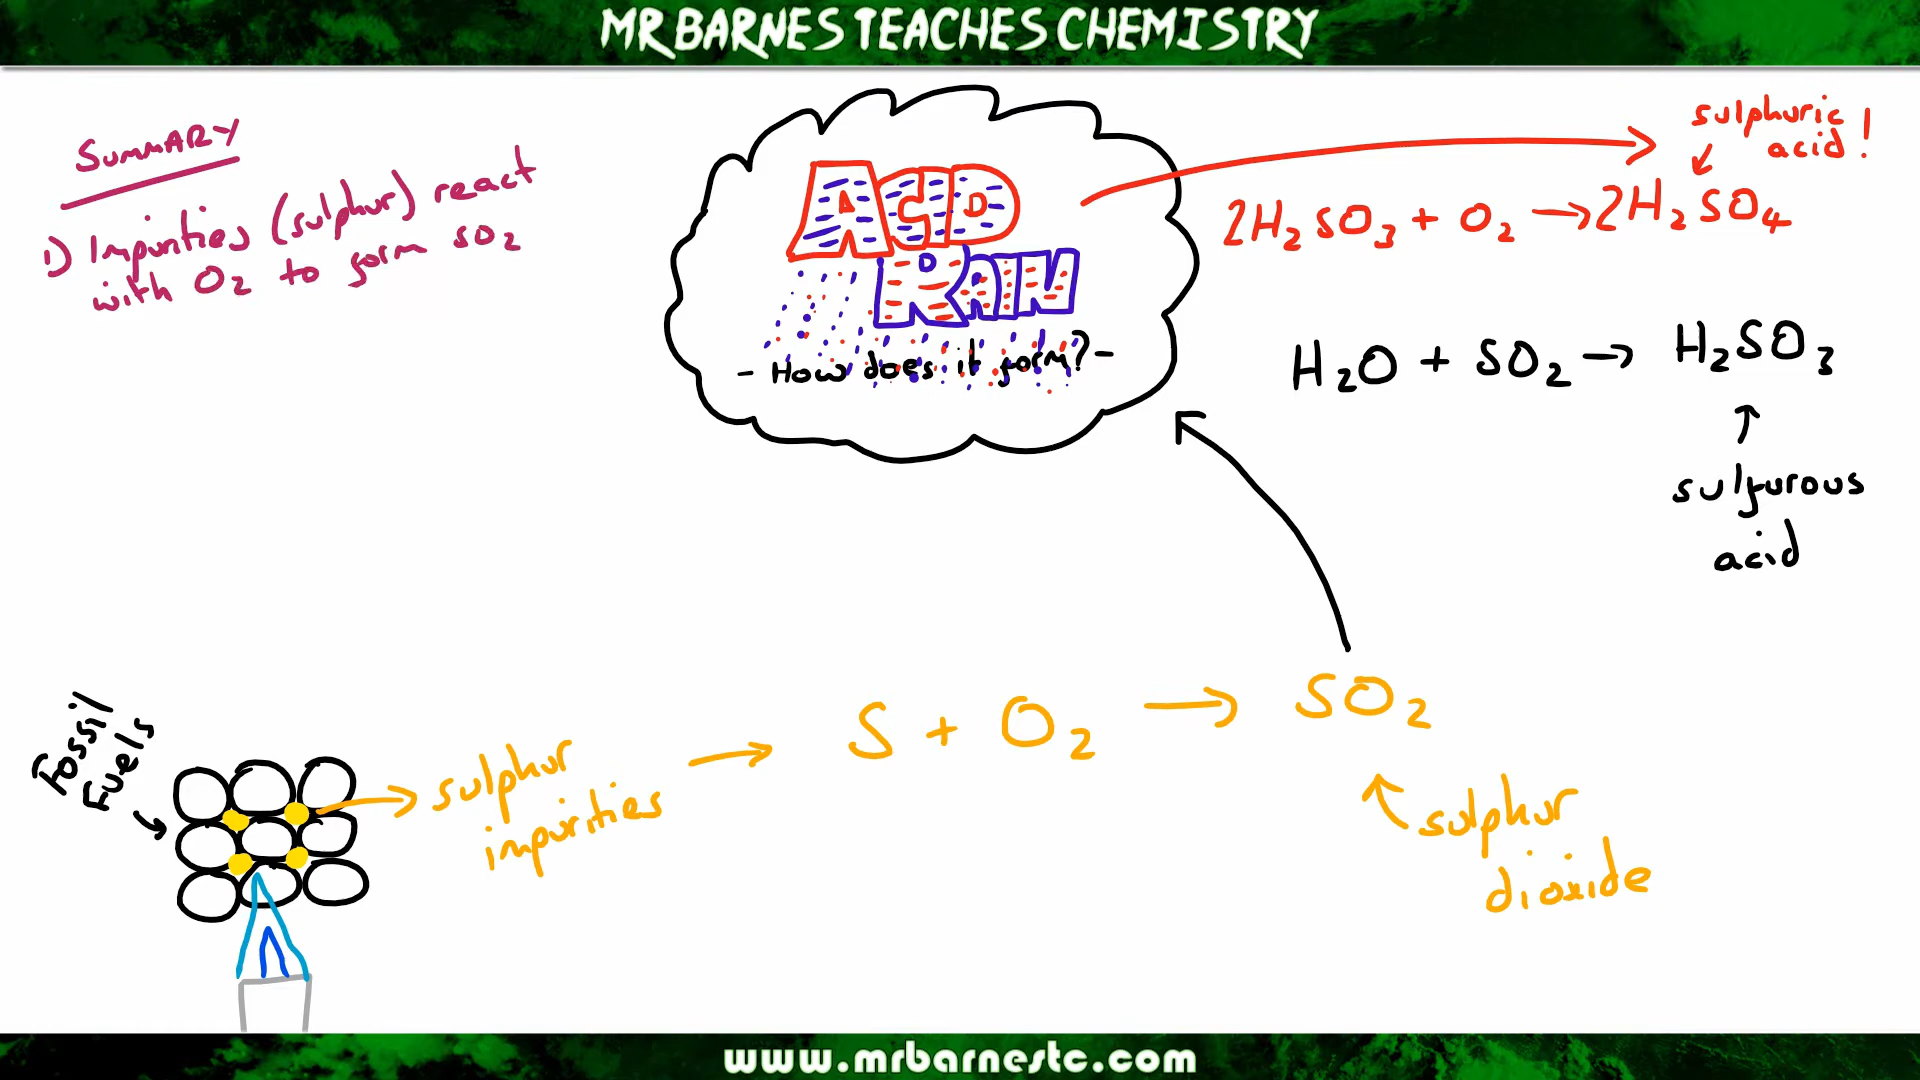 MR BARNES TEACHES CHEMISTRY
SUMMARY
1) Impurities (sulphur) react
with O₂ to form SO₂
ACID
RAIN
- How does it form? -
sulphuric
acid!
2H₂SO₃ + O₂ → 2H₂SO₄
H₂O + SO₂ → H₂SO₃
sulfurous
acid
Fossil
Fuels
sulphur
impurities
S + O₂ → SO₂
sulphur
dioxide
www.mrbarnestc.com